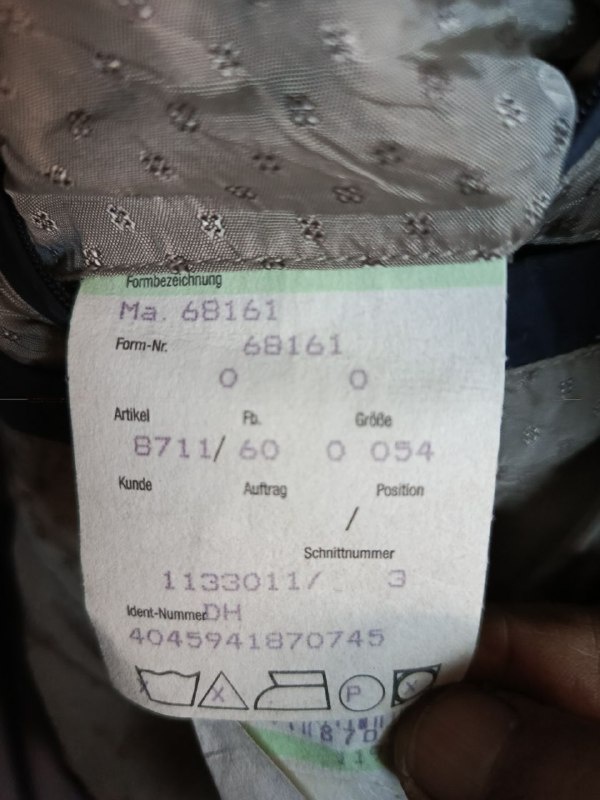 Formbezeichnung
Ma. 68161
Form-Nr. 68161
0 0
Artikel Fb. Größe
8711/ 60 0 054
Kunde Auftrag Position
/
Schnittnummer
1133011/ 3
Ident-Nummer DH
4045941870745
X X P X
870